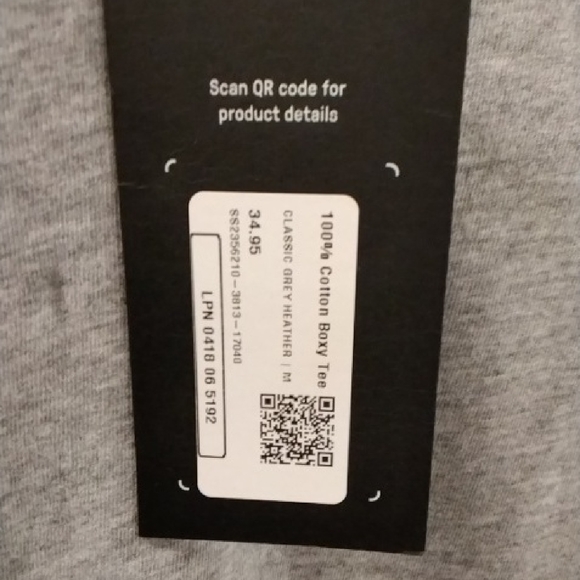 Scan QR code for
product details
100% Cotton Boxy Tee
CLASSIC GREY HEATHER | M
34.95
SS2356210-3813-17040
LPN 0418 06 5192